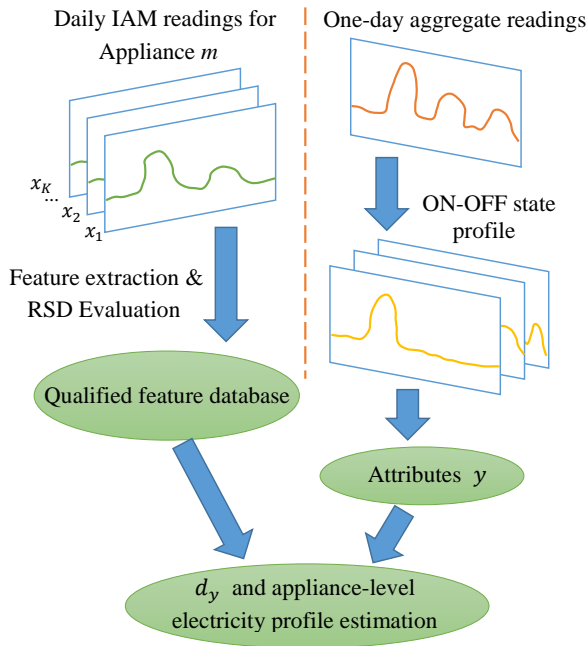 Daily IAM readings for
Appliance m
x_K
...
x_2
x_1
Feature extraction &
RSD Evaluation
Qualified feature database
One-day aggregate readings
ON-OFF state
profile
Attributes y
d_y and appliance-level
electricity profile estimation